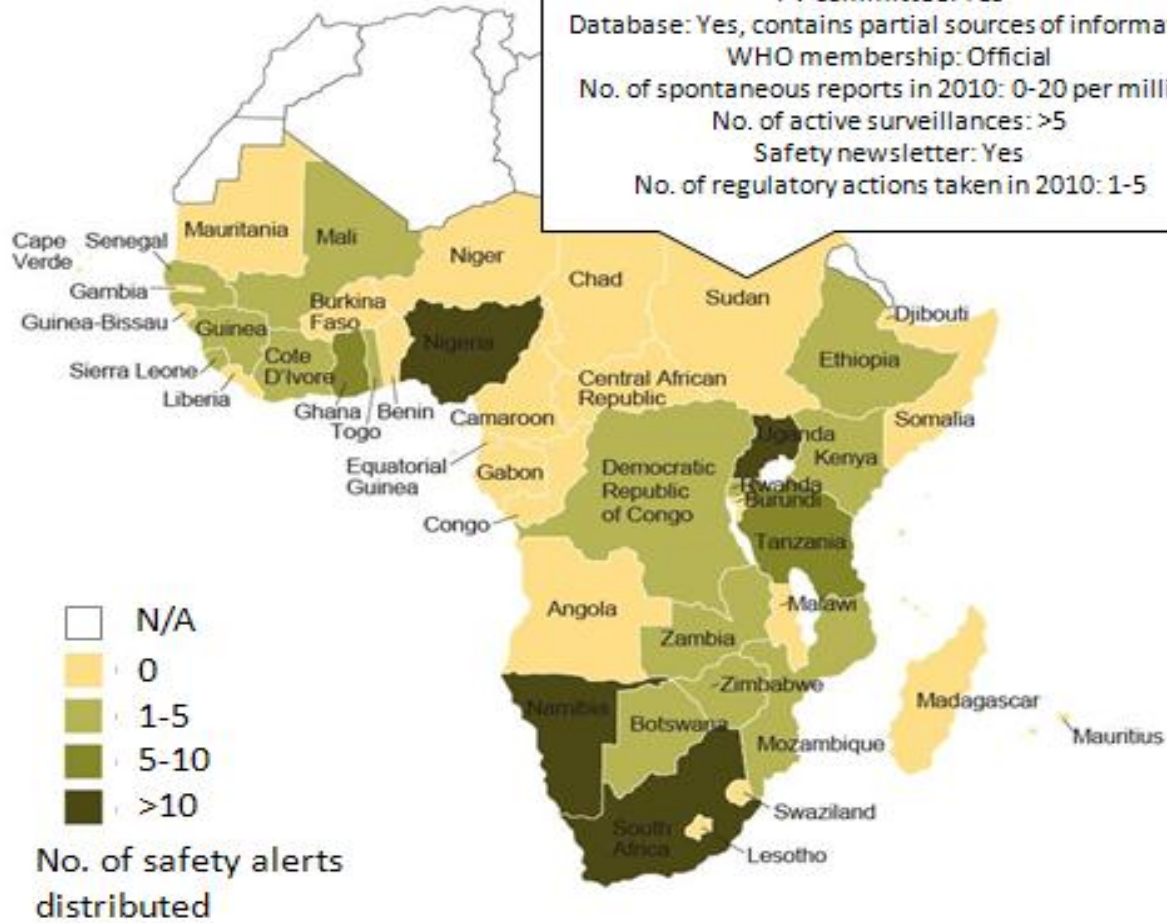 Database: Yes, contains partial sources of informa
WHO membership: Official
No. of spontaneous reports in 2010: 0-20 per milli
No. of active surveillances: >5
Safety newsletter: Yes
No. of regulatory actions taken in 2010: 1-5
Mauritania
Mali
Niger
Chad
Sudan
Cape
Verde
Senegal
Gambia
Guinea-Bissau
Guinea
Sierra Leone
Liberia
Cote
D'Ivore
Burkina
Faso
Ghana
Togo
Benin
Nigeria
Camaroon
Central African
Republic
Equatorial
Guinea
Gabon
Congo
Democratic
Republic
of Congo
Djibouti
Ethiopia
Somalia
Uganda
Kenya
Rwanda
Burundi
Tanzania
Angola
Zambia
Malawi
Zimbabwe
Namibia
Botswana
Mozambique
Madagascar
Mauritius
Swaziland
South
Africa
Lesotho
N/A
0
1-5
5-10
>10
No. of safety alerts
distributed